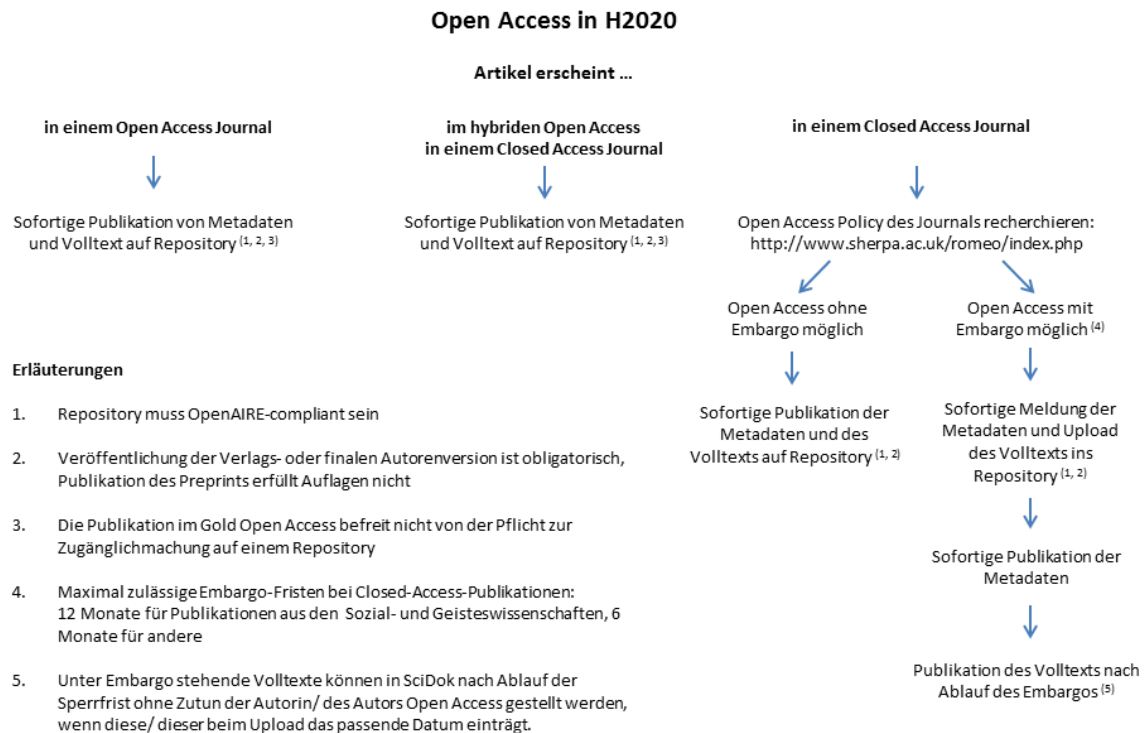 Open Access in H2020
Artikel erscheint ...
in einem Open Access Journal
Sofortige Publikation von Metadaten
und Volltext auf Repository (1, 2, 3)
im hybriden Open Access
in einem Closed Access Journal
Sofortige Publikation von Metadaten
und Volltext auf Repository (1, 2, 3)
in einem Closed Access Journal
Open Access Policy des Journals recherchieren:
http://www.sherpa.ac.uk/romeo/index.php
Open Access ohne
Embargo möglich
Sofortige Publikation der
Metadaten und des
Volltexts auf Repository (1, 2)
Open Access mit
Embargo möglich (4)
Sofortige Meldung der
Metadaten und Upload
des Volltexts ins
Repository (1, 2)
Sofortige Publikation der
Metadaten
Publikation des Volltexts nach
Ablauf des Embargos (5)
Erläuterungen
1. Repository muss OpenAIRE-compliant sein
2. Veröffentlichung der Verlags- oder finalen Autorenversion ist obligatorisch,
Publikation des Preprints erfüllt Auflagen nicht
3. Die Publikation im Gold Open Access befreit nicht von der Pflicht zur
Zugänglichmachung auf einem Repository
4. Maximal zulässige Embargo-Fristen bei Closed-Access-Publikationen:
12 Monate für Publikationen aus den Sozial- und Geisteswissenschaften, 6
Monate für andere
5. Unter Embargo stehende Volltexte können in SciDok nach Ablauf der
Sperrfrist ohne Zutun der Autorin/ des Autors Open Access gestellt werden,
wenn diese/ dieser beim Upload das passende Datum einträgt.